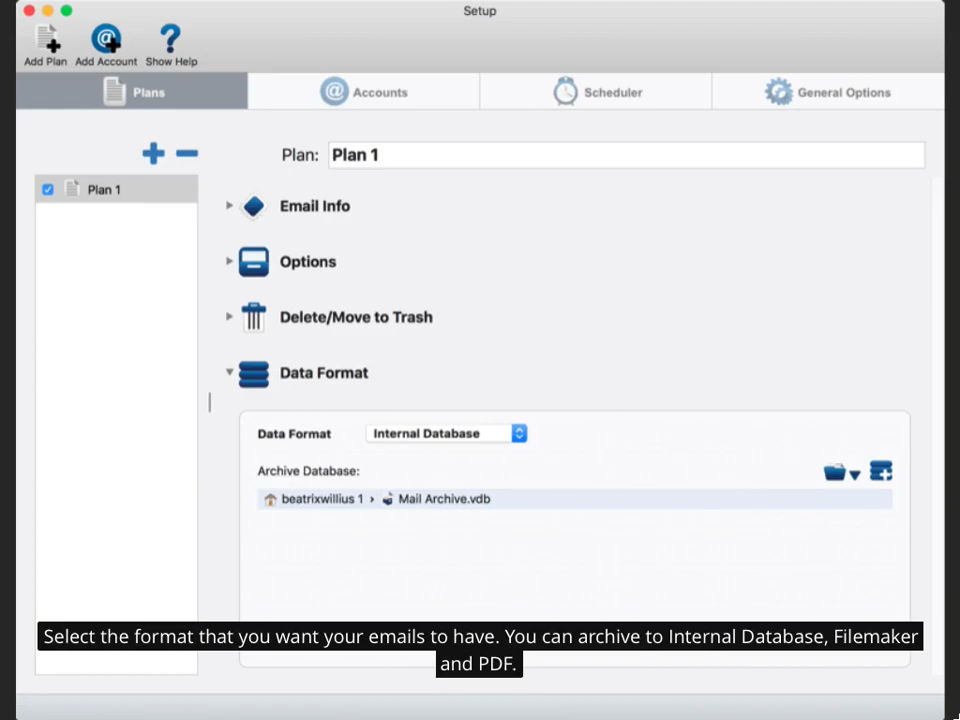 Setup
Add Plan Add Account Show Help
Plans Accounts Scheduler General Options
Plan: Plan 1
Plan 1
Email Info
Options
Delete/Move to Trash
Data Format
Data Format Internal Database
Archive Database:
beatrixwillius 1 › Mail Archive.vdb
Select the format that you want your emails to have. You can archive to Internal Database, Filemaker
and PDF.